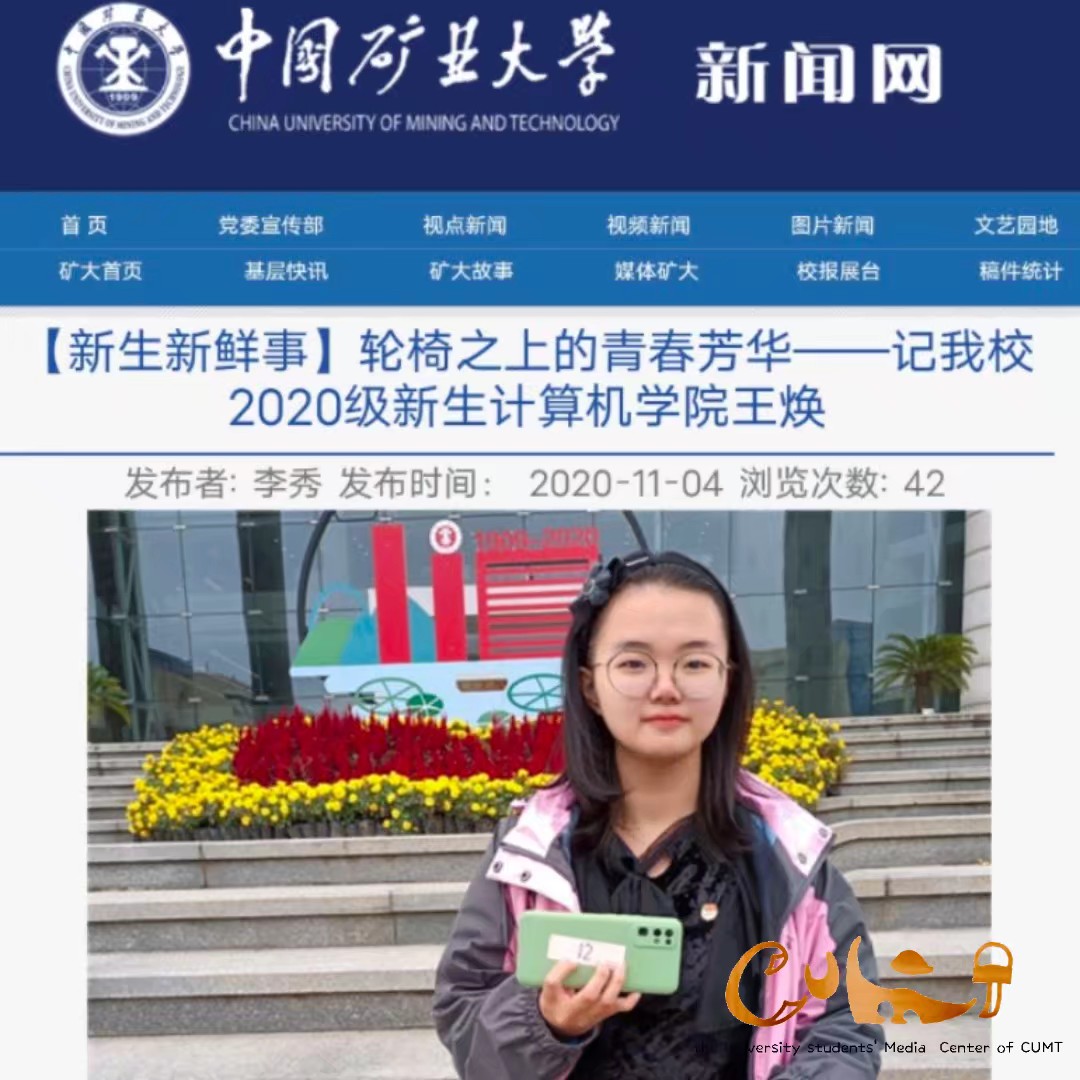 中国矿业大学
CHINA UNIVERSITY OF MINING AND TECHNOLOGY
1909
新闻网
首 页 党委宣传部 视点新闻 视频新闻 图片新闻 文艺园地
矿大首页 基层快讯 矿大故事 媒体矿大 校报展台 稿件统计
【新生新鲜事】轮椅之上的青春芳华——记我校
2020级新生计算机学院王焕
发布者: 李秀 发布时间: 2020-11-04 浏览次数: 42
1909-2020
12
CUMT
University Students' Media Center of CUMT